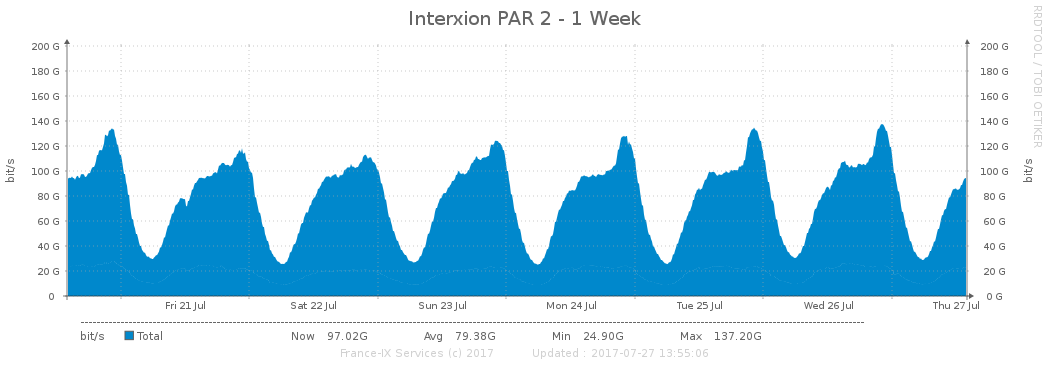 Interxion PAR 2 - 1 Week
RRDTOOL / TOBI OETIKER
200 G 200 G
180 G 180 G
160 G 160 G
140 G 140 G
120 G 120 G
100 G 100 G
80 G 80 G
60 G 60 G
40 G 40 G
20 G 20 G
0 0 G
bit/s bit/s
Fri 21 Jul Sat 22 Jul Sun 23 Jul Mon 24 Jul Tue 25 Jul Wed 26 Jul Thu 27 Jul
bit/s Total Now 97.02G Avg 79.38G Min 24.90G Max 137.20G
France-IX Services (c) 2017 Updated : 2017-07-27 13:55:06